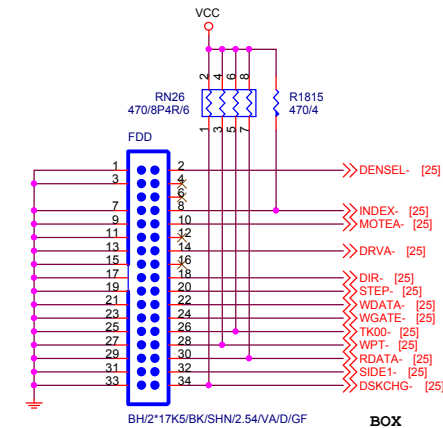 VCC
2 4 6 8
RN26
470/8P4R/6
R1815
470/4
1 3 5 7
FDD
1 2 DENSEL- [25]
3 4
6
7 8 INDEX- [25]
9 10 MOTEA- [25]
11 12
13 14 DRVA- [25]
15 16
17 18 DIR- [25]
19 20 STEP- [25]
21 22 WDATA- [25]
23 24 WGATE- [25]
25 26 TK00- [25]
27 28 WPT- [25]
29 30 RDATA- [25]
31 32 SIDE1- [25]
33 34 DSKCHG- [25]
BH/2*17K5/BK/SHN/2.54/VA/D/GF
BOX